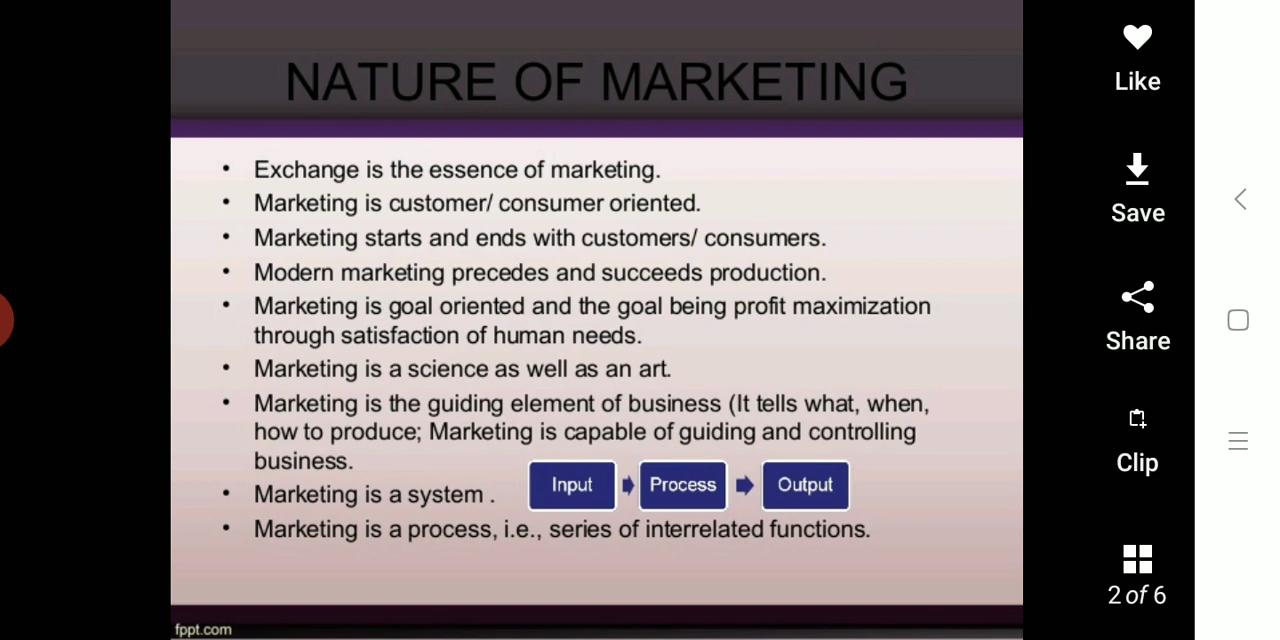 NATURE OF MARKETING
• Exchange is the essence of marketing.
• Marketing is customer/ consumer oriented.
• Marketing starts and ends with customers/ consumers.
• Modern marketing precedes and succeeds production.
• Marketing is goal oriented and the goal being profit maximization
through satisfaction of human needs.
• Marketing is a science as well as an art.
• Marketing is the guiding element of business (It tells what, when,
how to produce; Marketing is capable of guiding and controlling
business.
• Marketing is a system .
Input Process Output
• Marketing is a process, i.e., series of interrelated functions.
fppt.com
Like
Save
Share
Clip
2 of 6